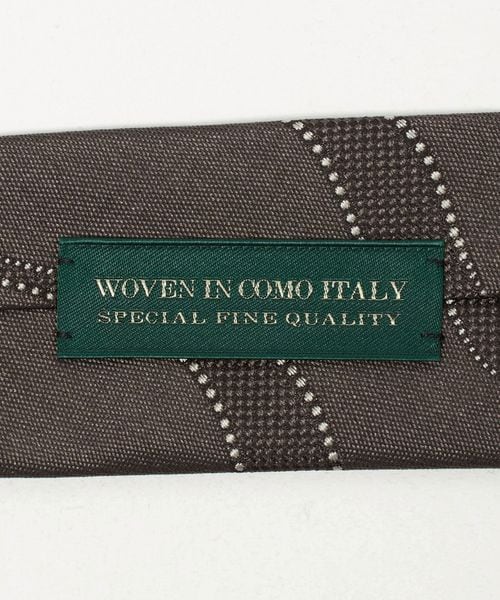 WOVEN IN COMO ITALY
SPECIAL FINE QUALITY